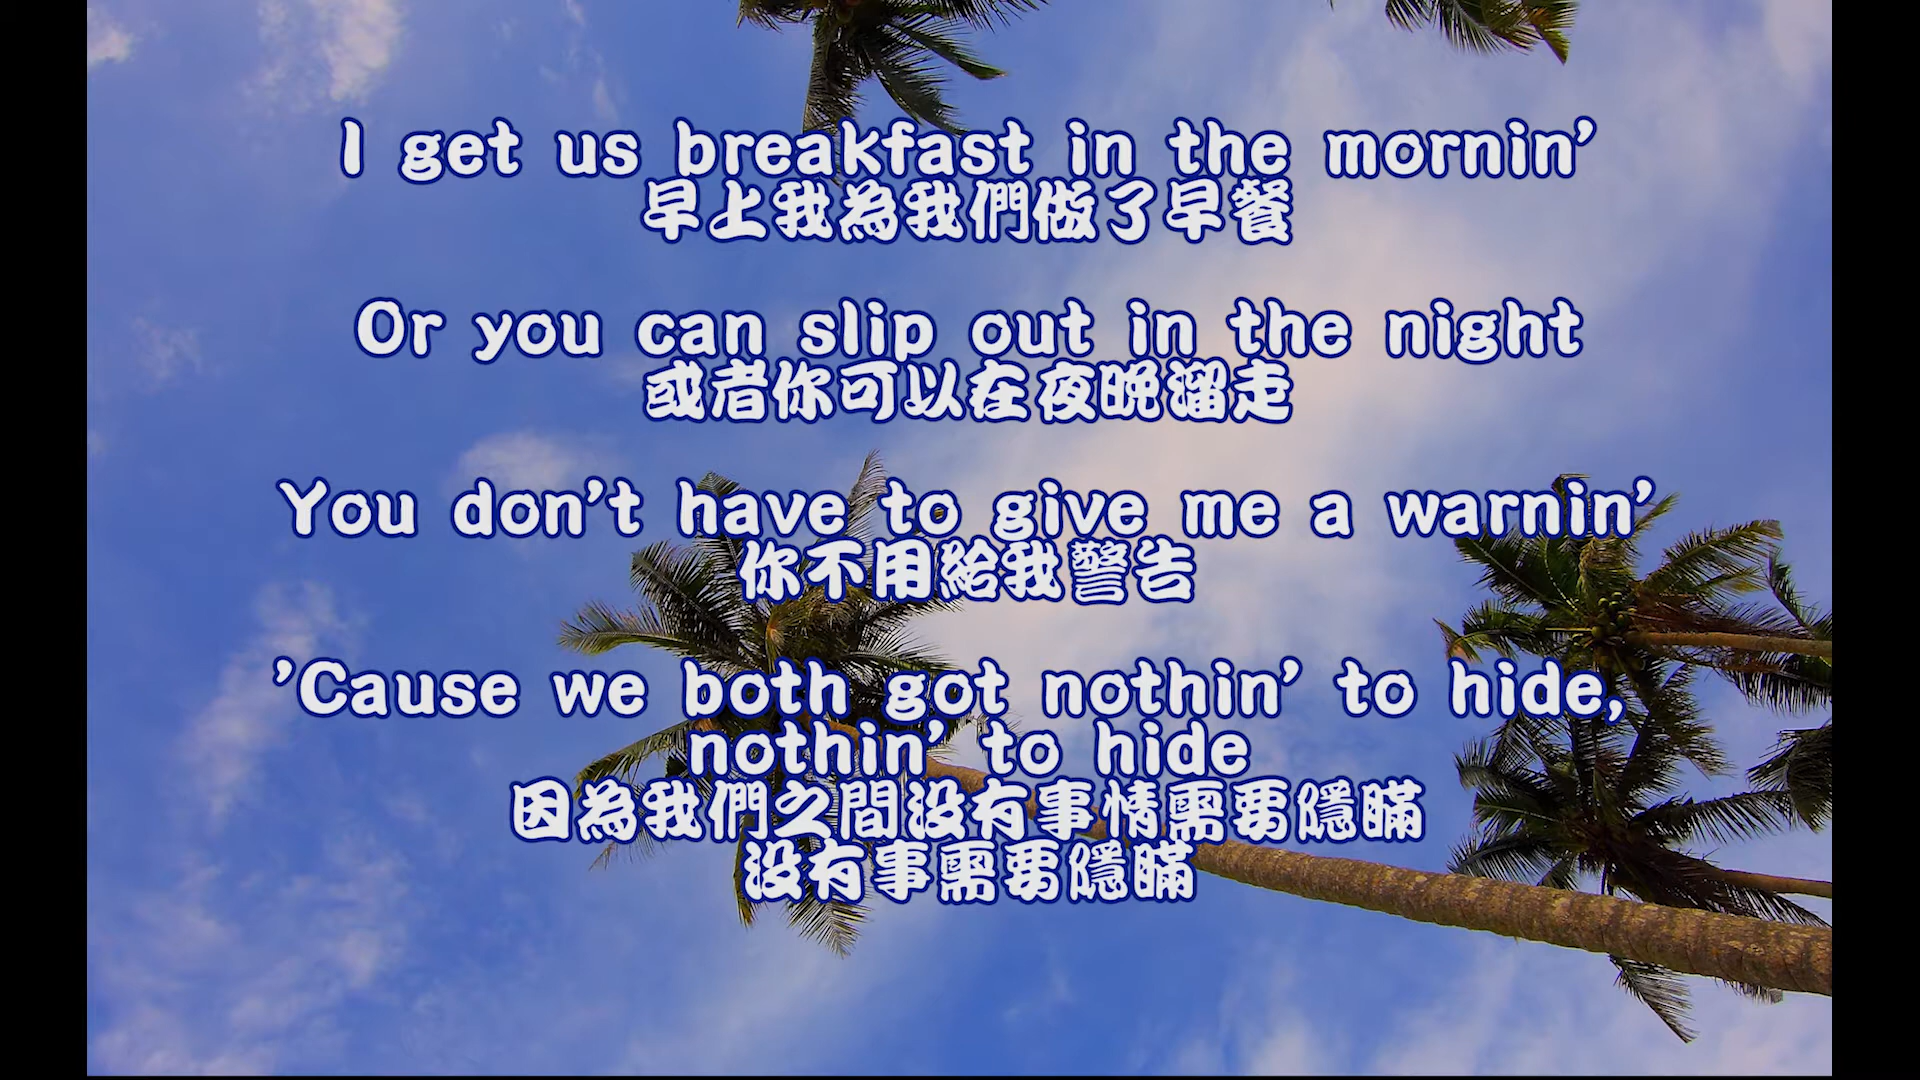 I get us breakfast in the mornin'
早上我為我們做了早餐
Or you can slip out in the night
或者你可以在夜晚溜走
You don't have to give me a warnin'
你不用給我警告
'Cause we both got nothin' to hide,
nothin' to hide
因為我們之間沒有事情需要隱瞞
沒有事需要隱瞞